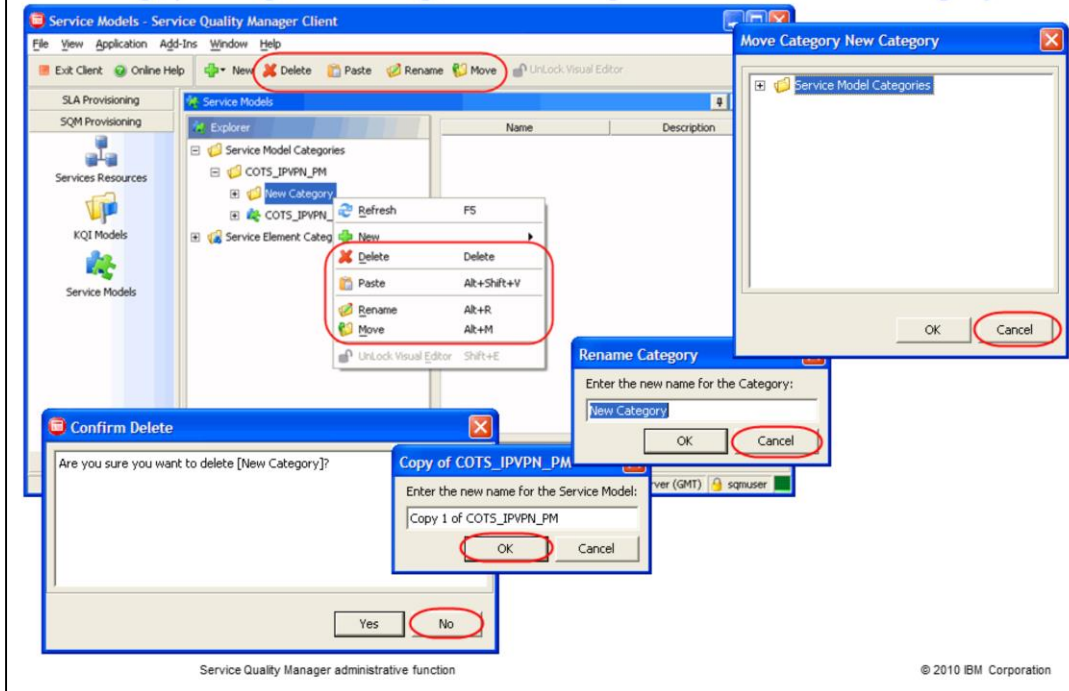 Service Models - Service Quality Manager Client
File View Application Add-Ins Window Help
Exit Client Online Help New Delete Paste Rename Move UnLock Visual Editor
SLA Provisioning
SQM Provisioning
Services Resources
KQI Models
Service Models
Service Models
Explorer
Service Model Categories
COTS_IPVPN_PM
New Category
COTS_IPVPN_
Service Element Categ
Name Description
Refresh F5
New
Delete Delete
Paste Alt+Shift+V
Rename Alt+R
Move Alt+M
UnLock Visual Editor Shift+E
Move Category New Category
Service Model Categories
OK Cancel
Rename Category
Enter the new name for the Category:
New Category
OK Cancel
Confirm Delete
Are you sure you want to delete [New Category]?
Yes No
Copy of COTS_IPVPN_PM
Enter the new name for the Service Model:
Copy 1 of COTS_IPVPN_PM
OK Cancel
rver (GMT) sqmuser
Service Quality Manager administrative function
© 2010 IBM Corporation